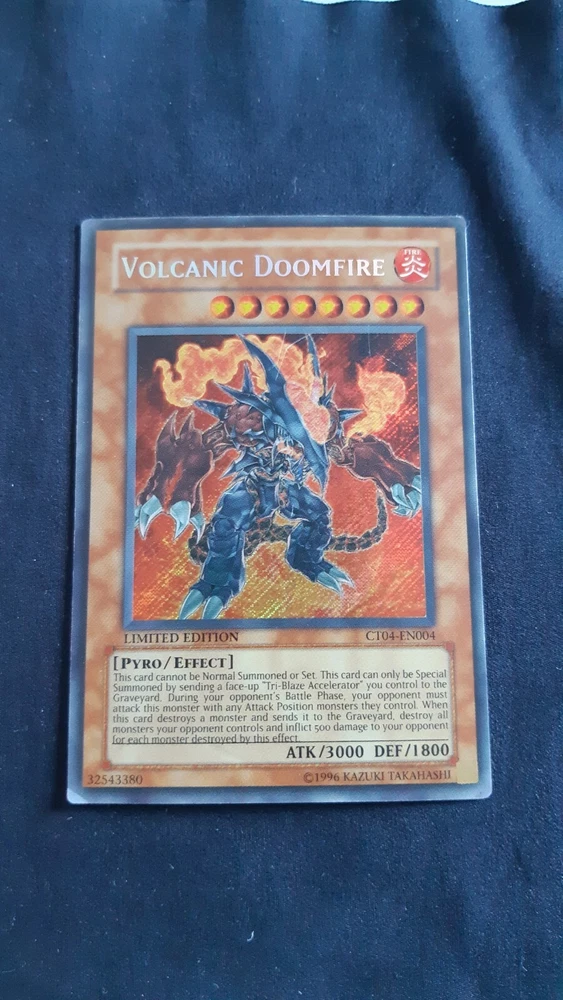 VOLCANIC DOOMFIRE
FIRE
炎
LIMITED EDITION
CT04-EN004
[PYRO/EFFECT]
This card cannot be Normal Summoned or Set. This card can only be Special
Summoned by sending a face-up "Tri-Blaze Accelerator" you control to the
Graveyard. During your opponent's Battle Phase, your opponent must
attack this monster with any Attack Position monsters they control. When
this card destroys a monster and sends it to the Graveyard, destroy all
monsters your opponent controls and inflict 500 damage to your opponent
for each monster destroyed by this effect.
ATK/3000 DEF/1800
32543380
©1996 KAZUKI TAKAHASHI